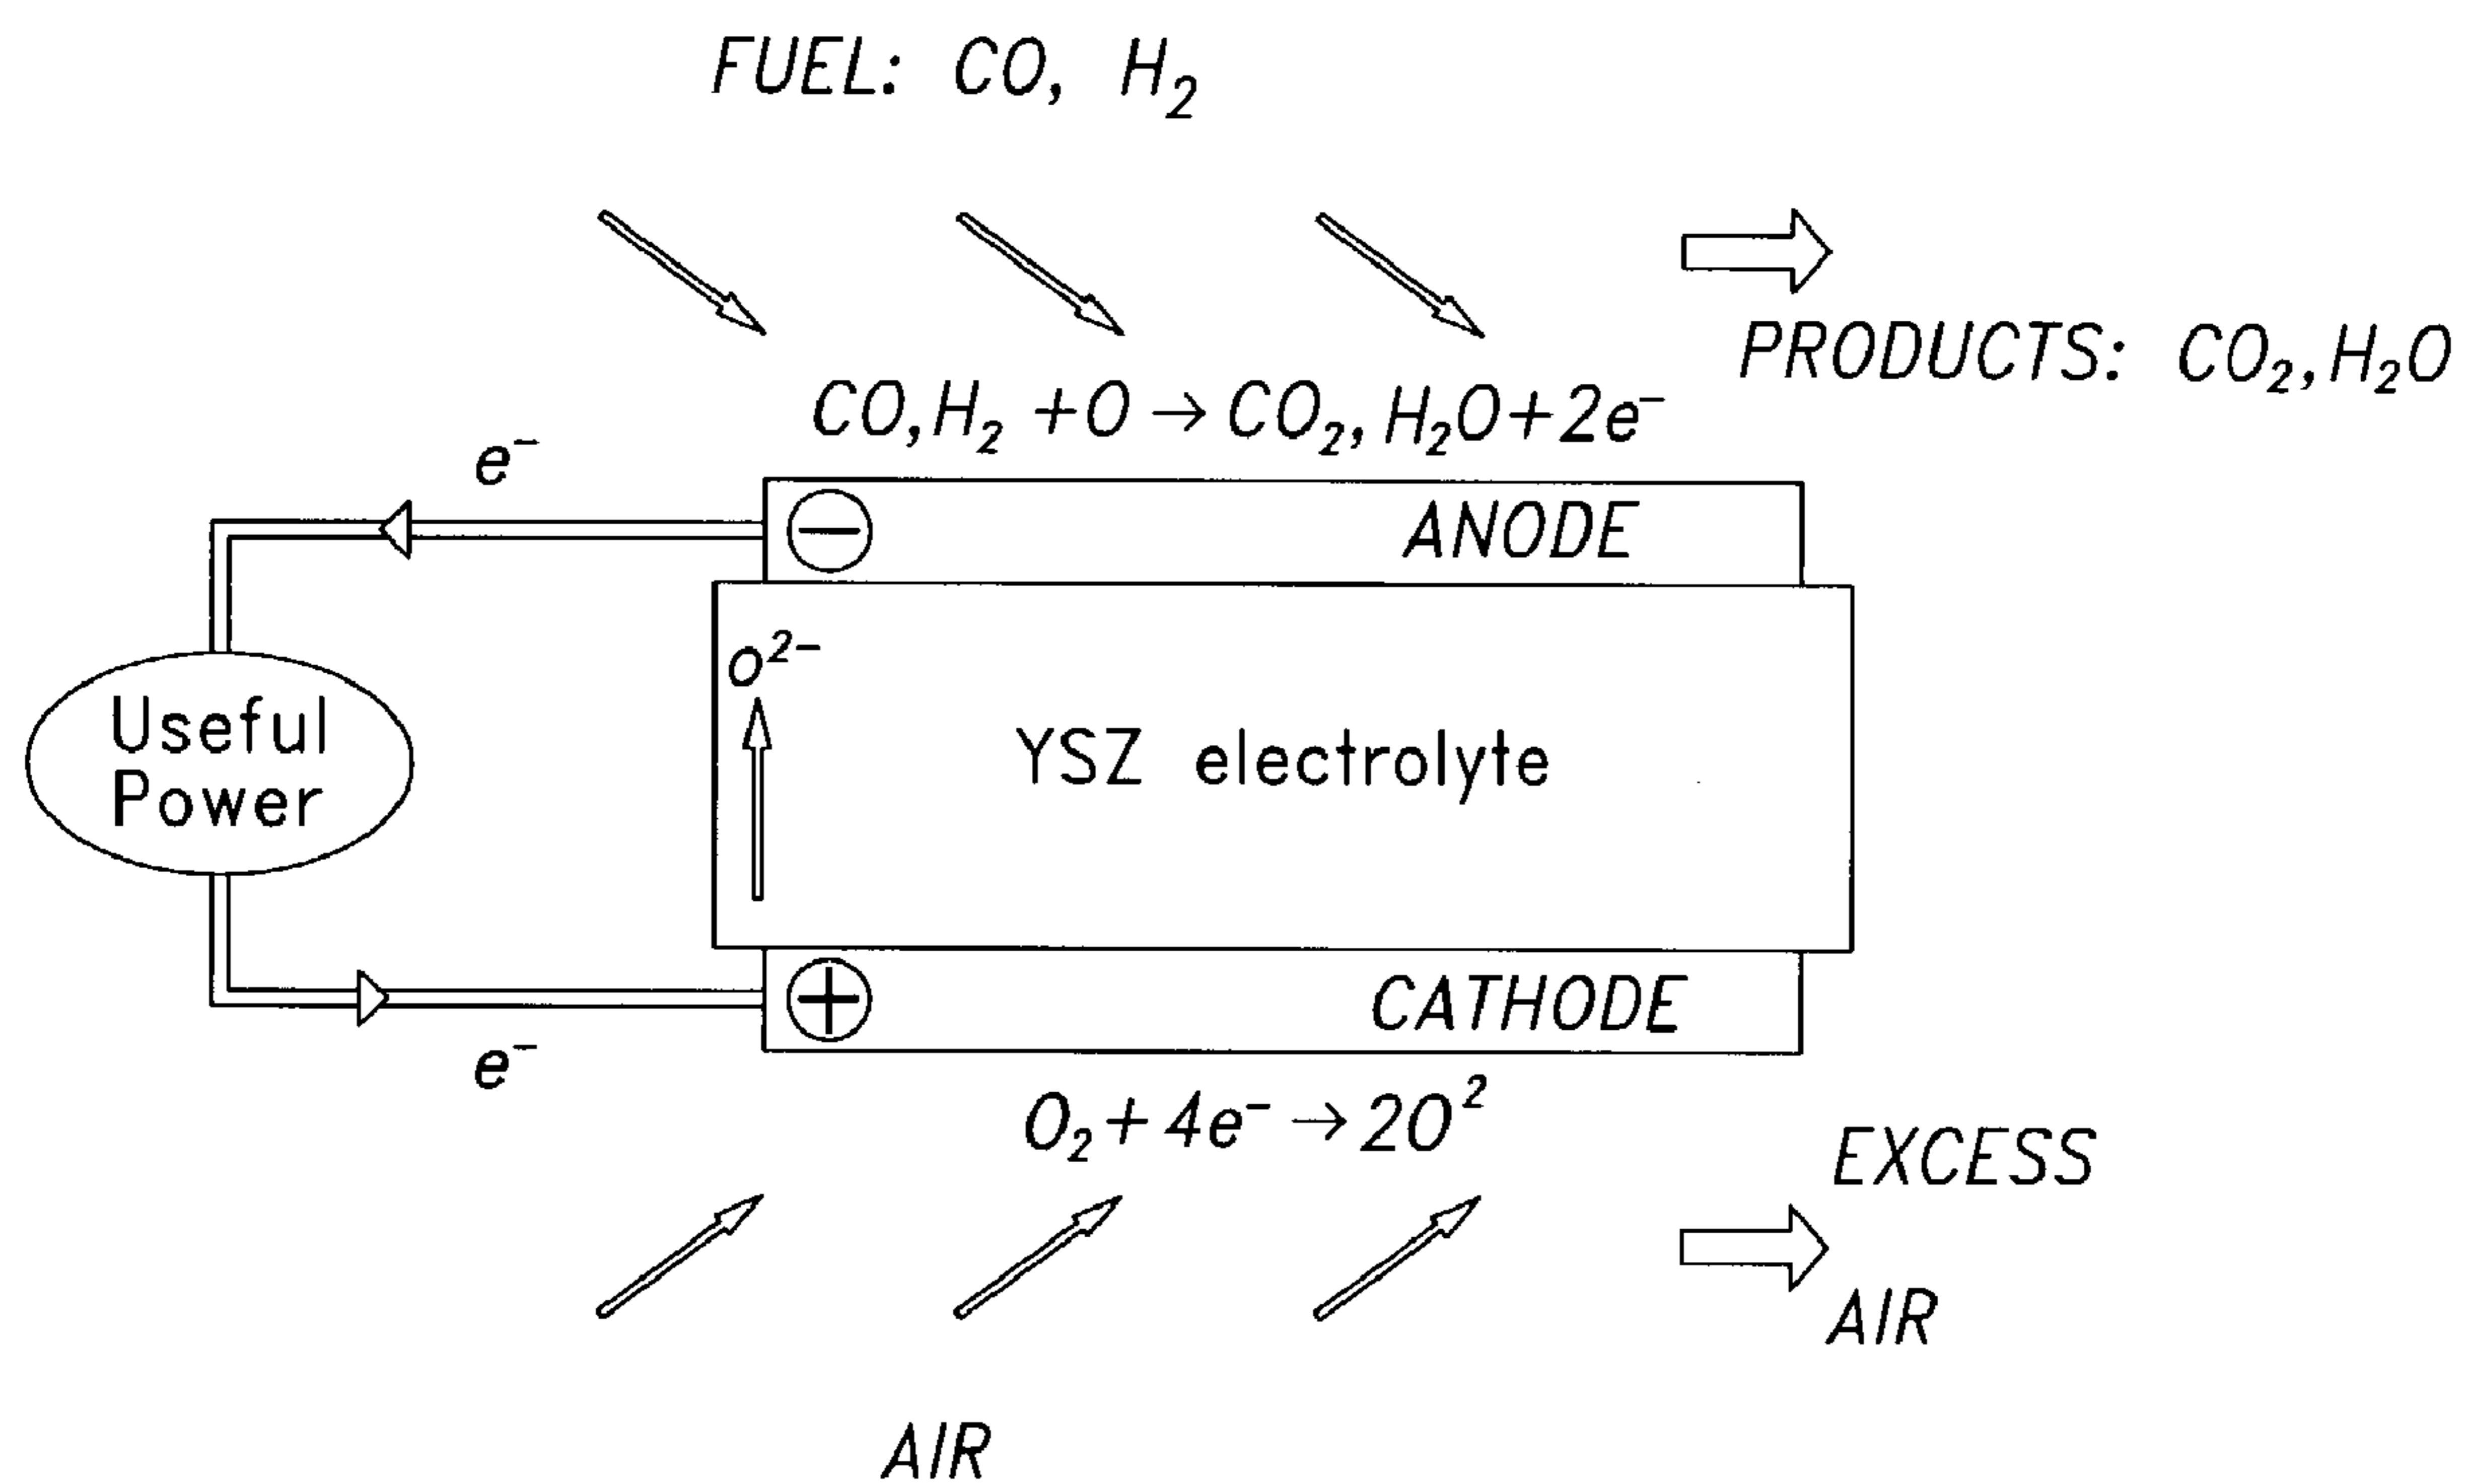 FUEL: CO, H₂
PRODUCTS: CO₂,H₂O
CO,H₂ +O → CO₂, H₂O+2e⁻
e⁻
⊖ ANODE
O²⁻
Useful
Power
YSZ electrolyte
⊕ CATHODE
e⁻
O₂+4e⁻→2O²
EXCESS
AIR
AIR